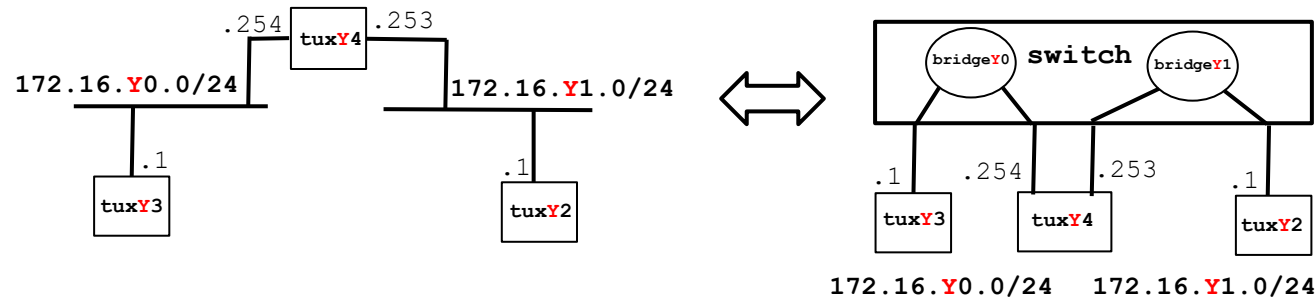 .254
tuxY4
.253
172.16.Y0.0/24
172.16.Y1.0/24
.1
tuxY3
.1
tuxY2
bridgeY0
switch
bridgeY1
.1
.254
.253
.1
tuxY3
tuxY4
tuxY2
172.16.Y0.0/24
172.16.Y1.0/24